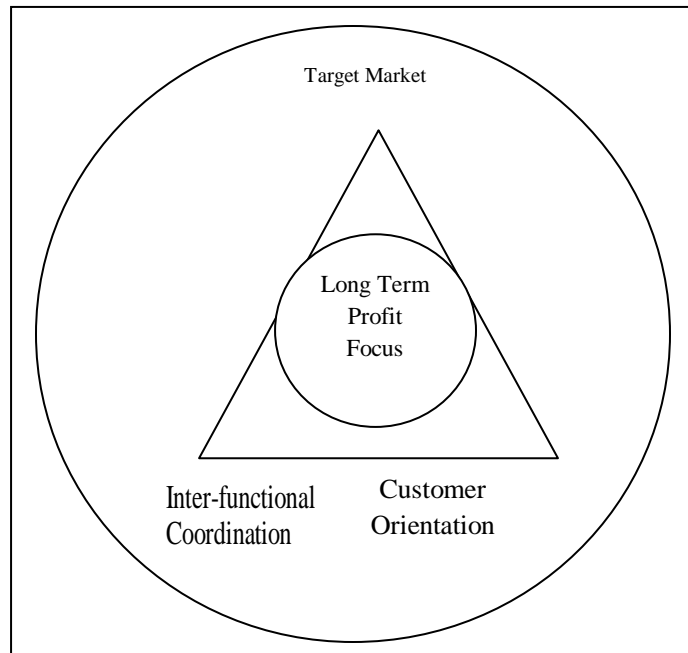 Target Market
Long Term
Profit
Focus
Inter-functional
Coordination
Customer
Orientation